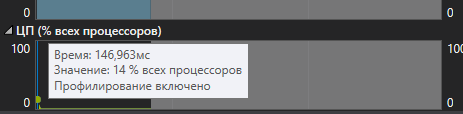 0 0
ЦП (% всех процессоров)
100 100
Время: 146,963мс
Значение: 14 % всех процессоров
Профилирование включено
0 0